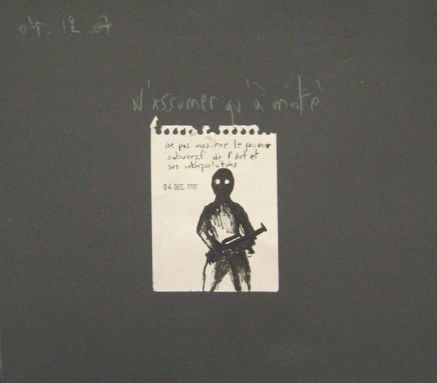 04.12.07
N'assumer qu'à moitié
ne pas mesurer le pouvoir
subversif de l'Art et
ses interprétations
04 DEC. 2007